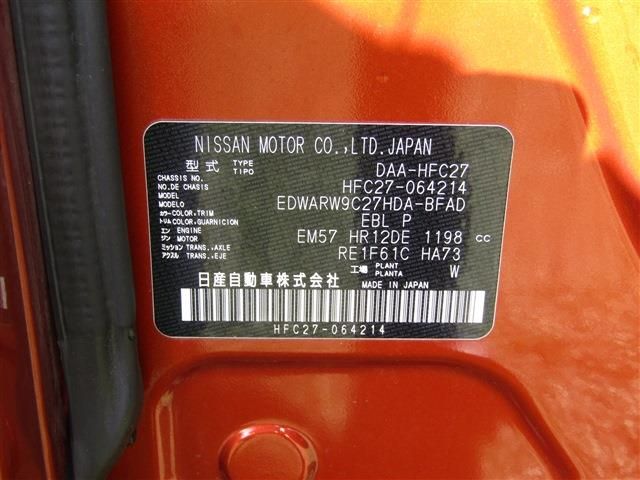 NISSAN MOTOR CO.,LTD.JAPAN
型式 TYPE TIPO DAA-HFC27
CHASSIS NO. NO.DE CHASIS HFC27-064214
MODEL MODELO EDWARW9C27HDA-BFAD
カラー COLOR,TRIM トリム COLOR,GUARNICION EBL P
エンジン ENGINE MOTOR EM57 HR12DE 1198 cc
ミッション TRANS.,AXLE アクスル TRANS.,EJE RE1F61C HA73
工場 PLANT PLANTA W
日産自動車株式会社 MADE IN JAPAN
HFC27-064214